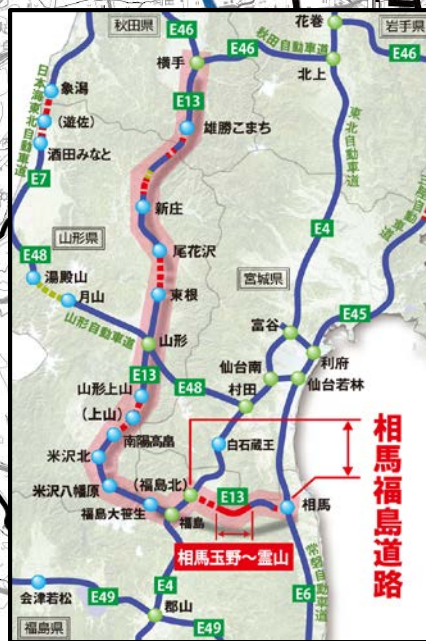 秋田県
E46
花巻
岩手県
横手
E46
秋田自動車道
北上
E46
日本海東北自動車道
象潟
E13
(遊佐)
雄勝こまち
酒田みなと
東北自動車道
三陸自動車道
E7
新庄
E4
山形県
尾花沢
E48
宮城県
湯殿山
東根
月山
富谷
E45
山形自動車道
山形
利府
仙台南
E13
E48
村田
仙台若林
山形上山
(上山)
南陽高畠
白石蔵王
米沢北
(福島北)
米沢八幡原
E13
相馬
福島大笹生
福島
相馬玉野~霊山
相馬福島道路
常磐自動車道
E4
E6
会津若松
E49
郡山
E49
福島県